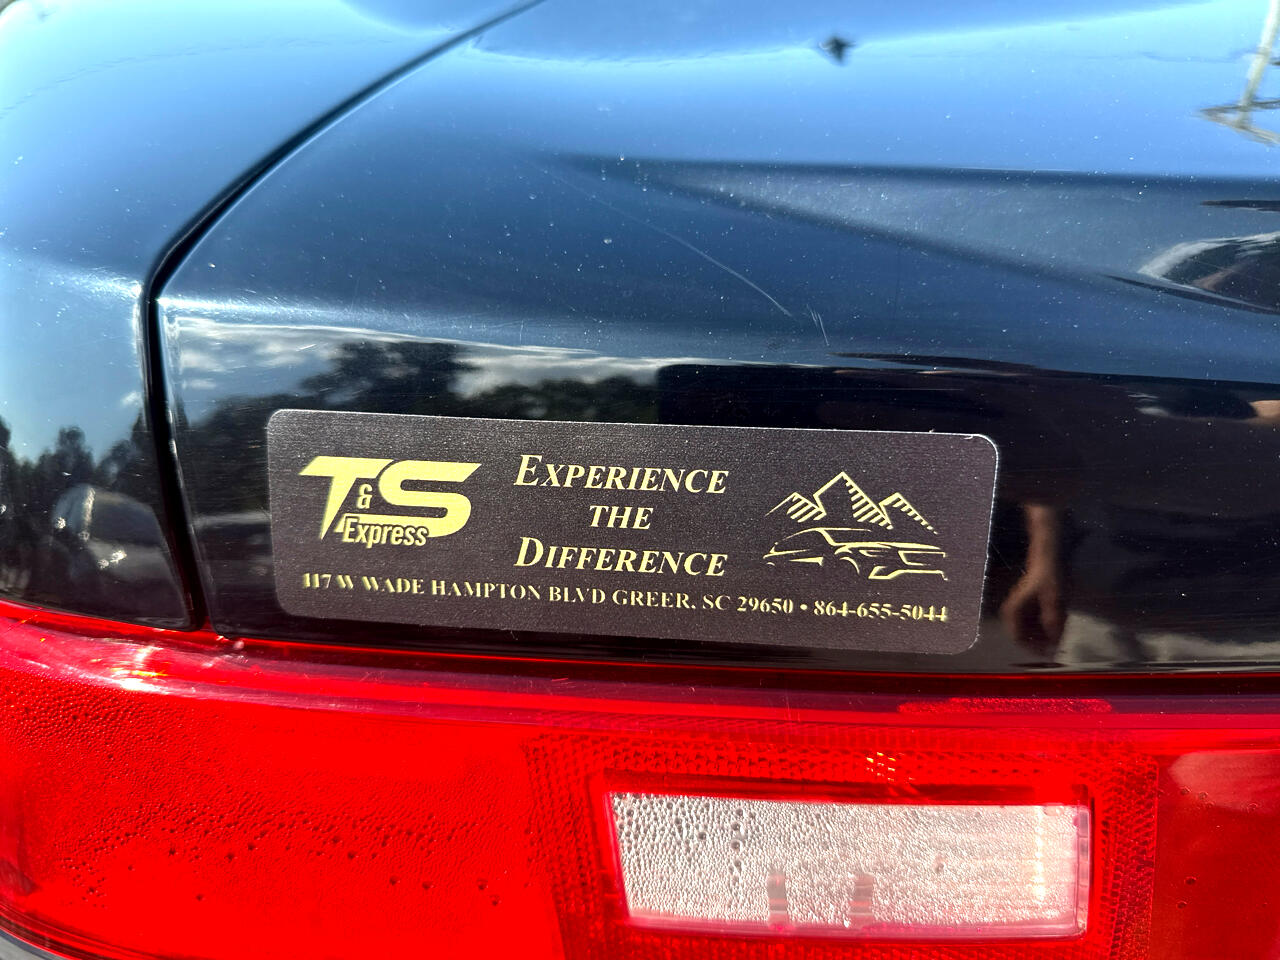 T&S
Express
EXPERIENCE
THE
DIFFERENCE
117 W WADE HAMPTON BLVD GREER, SC 29650 • 864-655-5044